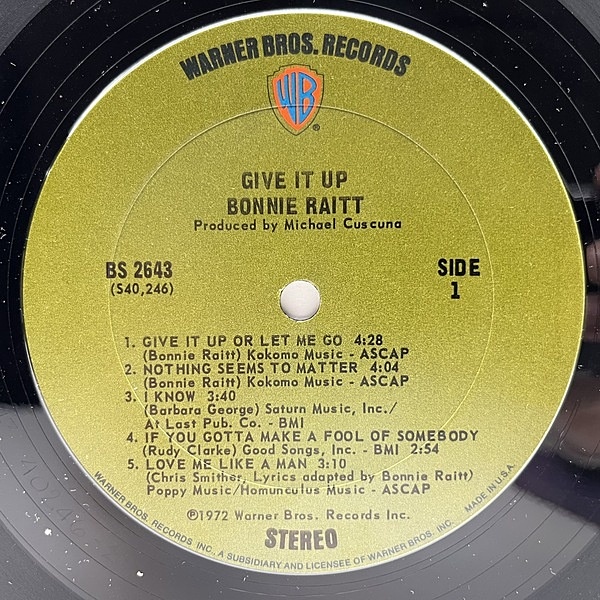 WARNER BROS. RECORDS
WB
®
GIVE IT UP
BONNIE RAITT
Produced by Michael Cuscuna
BS 2643
(S40,246)
SIDE
1
1. GIVE IT UP OR LET ME GO 4:28
(Bonnie Raitt) Kokomo Music - ASCAP
2. NOTHING SEEMS TO MATTER 4:04
(Bonnie Raitt) Kokomo Music - ASCAP
3. I KNOW 3:40
(Barbara George) Saturn Music, Inc./
At Last Pub. Co. - BMI
4. IF YOU GOTTA MAKE A FOOL OF SOMEBODY
(Rudy Clarke) Good Songs, Inc. - BMI 2:54
5. LOVE ME LIKE A MAN 3:10
(Chris Smither, Lyrics adapted by Bonnie Raitt)
Poppy Music/Homunculus Music - ASCAP
℗1972 Warner Bros. Records Inc.
STEREO
WARNER BROS. RECORDS INC., A SUBSIDIARY AND LICENSEE OF WARNER BROS. INC. MADE IN U.S.A.